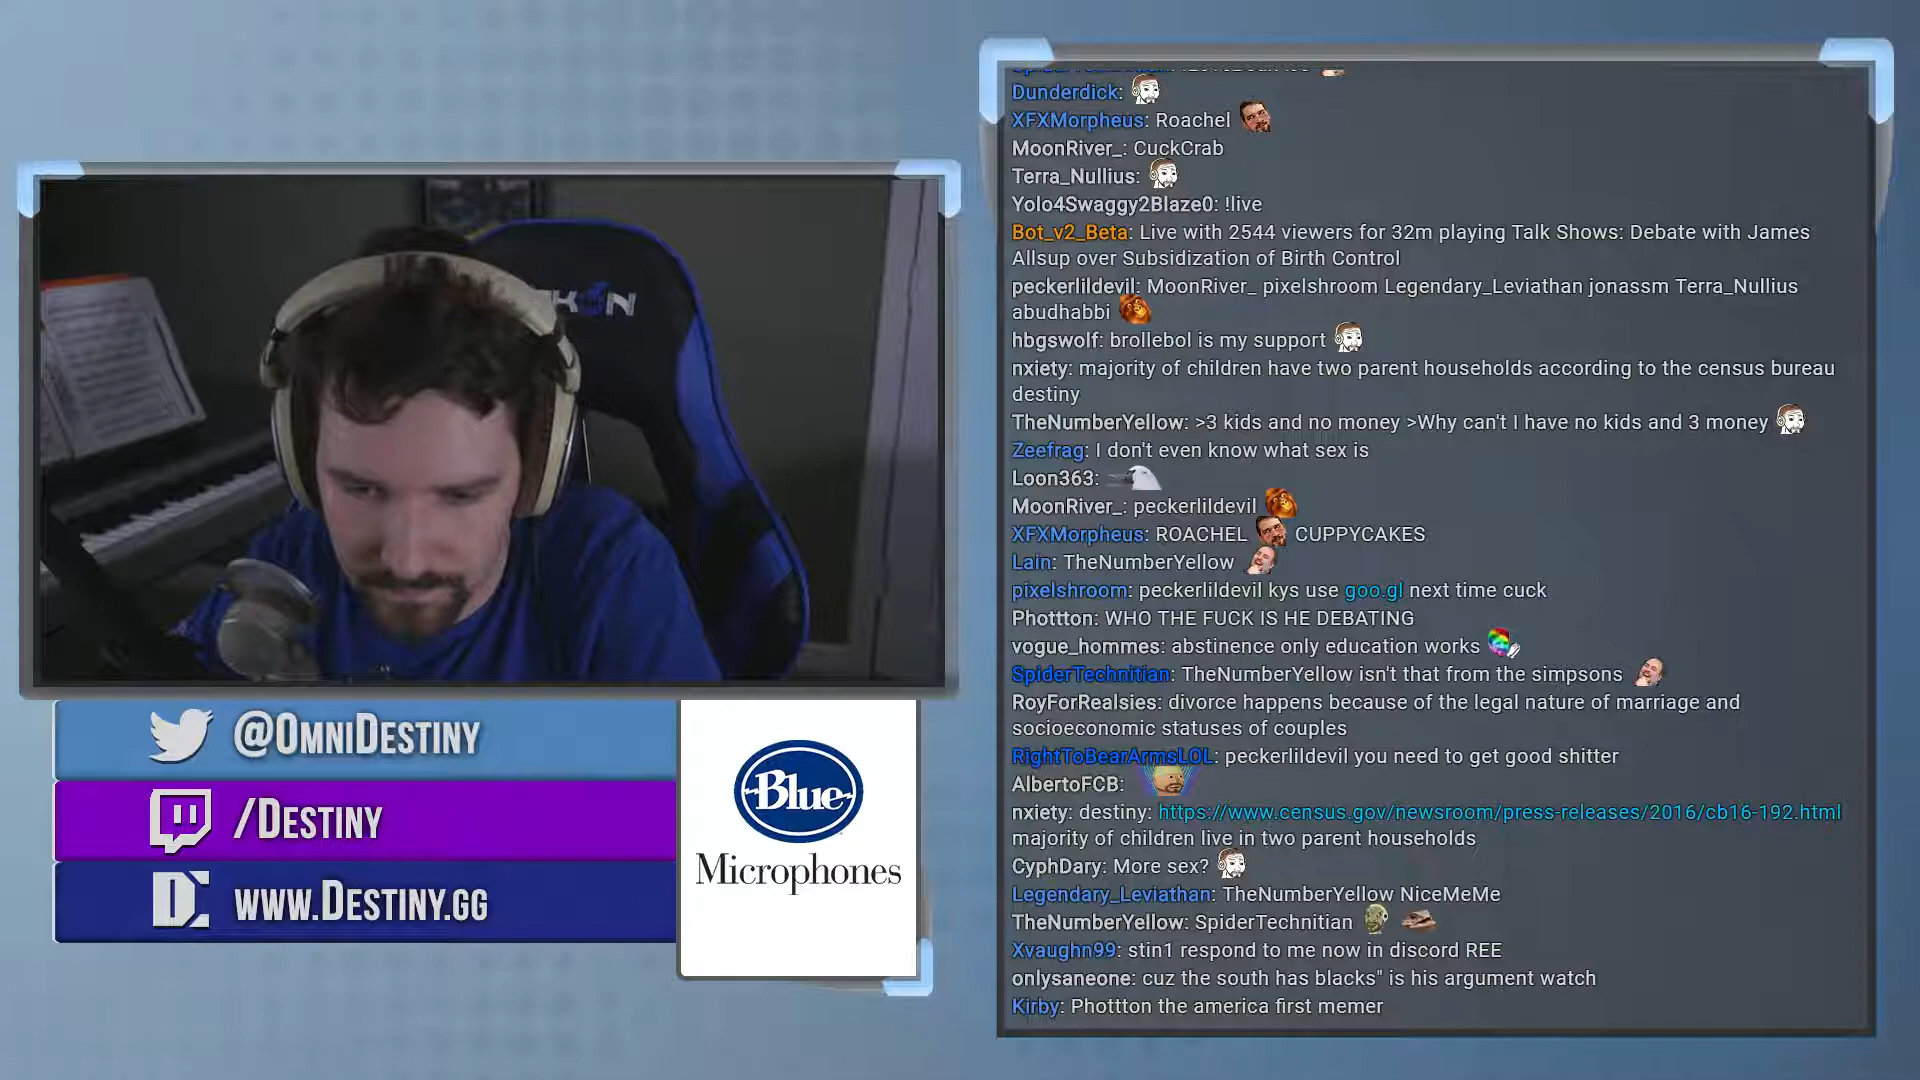 Dunderdick:
XFXMorpheus: Roachel
MoonRiver_: CuckCrab
Terra_Nullius:
Yolo4Swaggy2Blaze0: !live
Bot_v2_Beta: Live with 2544 viewers for 32m playing Talk Shows: Debate with James
Allsup over Subsidization of Birth Control
peckerlildevil: MoonRiver_ pixelshroom Legendary_Leviathan jonassm Terra_Nullius
abudhabbi
hbgswolf: brollebol is my support
nxiety: majority of children have two parent households according to the census bureau
destiny
TheNumberYellow: >3 kids and no money >Why can't I have no kids and 3 money
Zeefrag: I don't even know what sex is
Loon363:
MoonRiver_: peckerlildevil
XFXMorpheus: ROACHEL CUPPYCAKES
Lain: TheNumberYellow
pixelshroom: peckerlildevil kys use goo.gl next time cuck
Phottton: WHO THE FUCK IS HE DEBATING
vogue_hommes: abstinence only education works
SpiderTechnitian: TheNumberYellow isn't that from the simpsons
RoyForRealsies: divorce happens because of the legal nature of marriage and
socioeconomic statuses of couples
RightToBearArmsLOL: peckerlildevil you need to get good shitter
AlbertoFCB:
nxiety: destiny: https://www.census.gov/newsroom/press-releases/2016/cb16-192.html
majority of children live in two parent households
CyphDary: More sex?
Legendary_Leviathan: TheNumberYellow NiceMeMe
TheNumberYellow: SpiderTechnitian
Xvaughn99: stin1 respond to me now in discord REE
onlysaneone: cuz the south has blacks" is his argument watch
Kirby: Phottton the america first memer
@OmniDestiny
/Destiny
www.Destiny.gg
Blue
Microphones